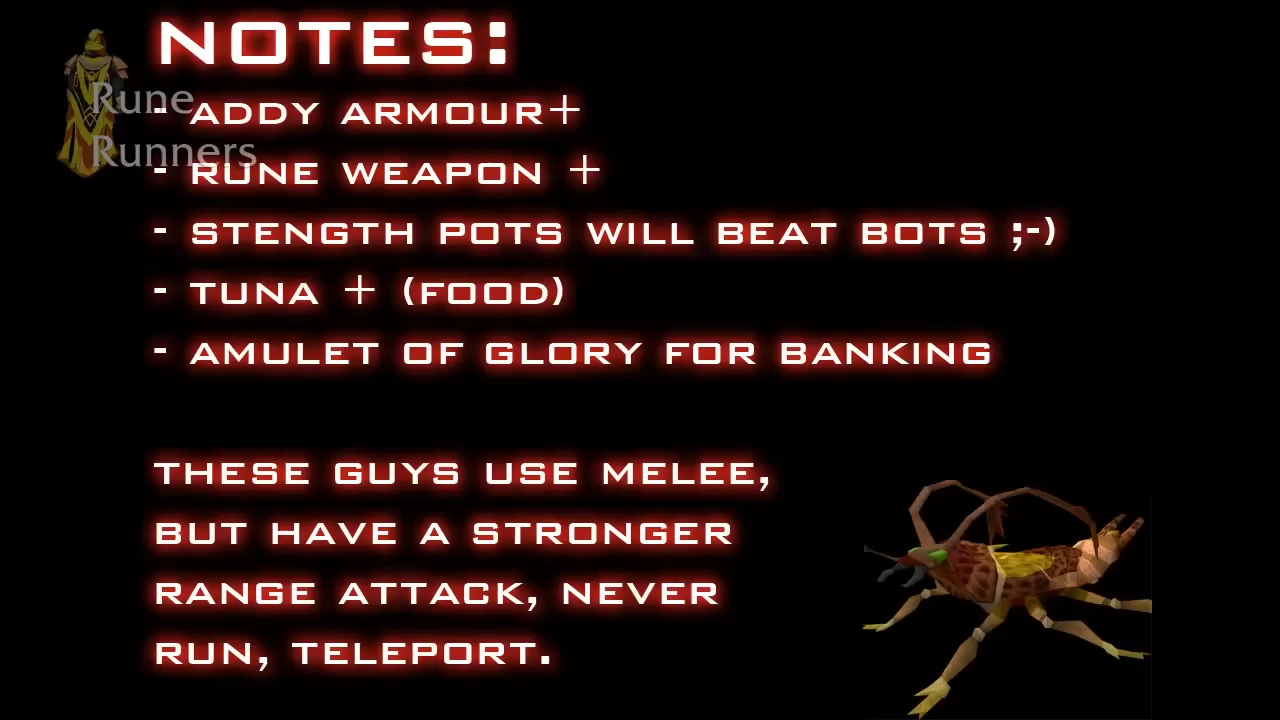 NOTES:
- ADDY ARMOUR+
Rune
Runners
- RUNE WEAPON +
- STENGTH POTS WILL BEAT BOTS ;-)
- TUNA + (FOOD)
- AMULET OF GLORY FOR BANKING
THESE GUYS USE MELEE,
BUT HAVE A STRONGER
RANGE ATTACK, NEVER
RUN, TELEPORT.